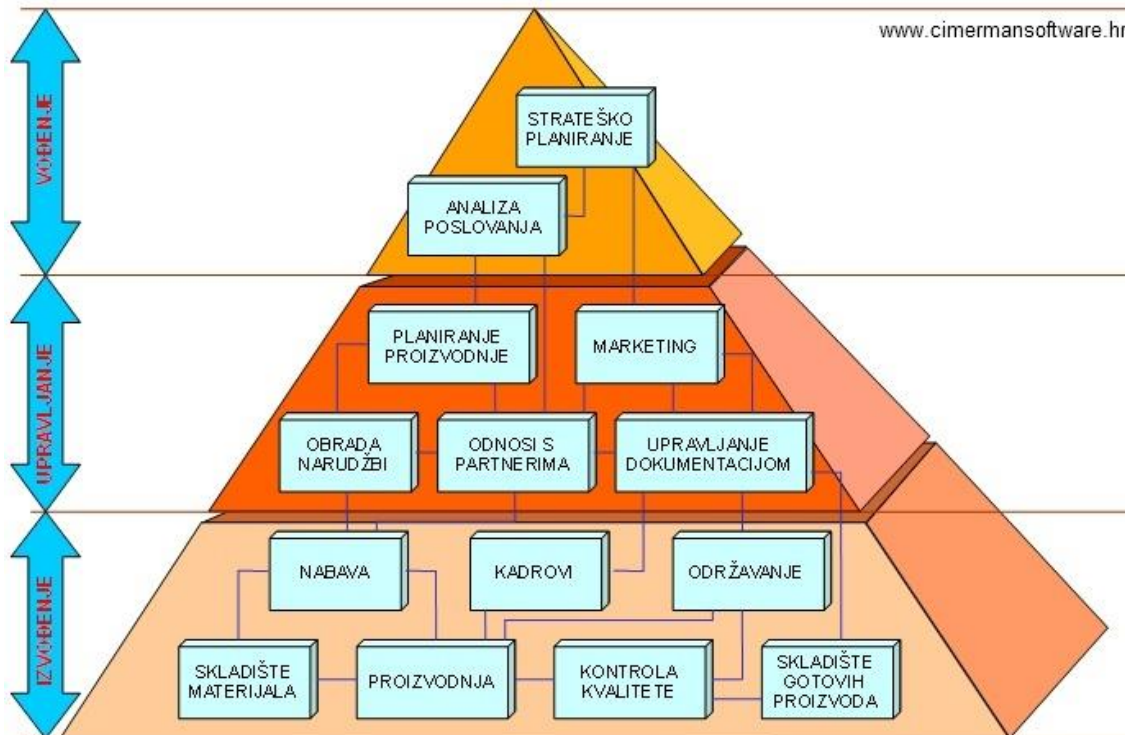 www.cimermansoftware.hr
VOĐENJE
STRATEŠKO
PLANIRANJE
ANALIZA
POSLOVANJA
UPRAVLJANJE
PLANIRANJE
PROIZVODNJE
MARKETING
OBRADA
NARUDŽBI
ODNOSI S
PARTNERIMA
UPRAVLJANJE
DOKUMENTACIJOM
IZVOĐENJE
NABAVA
KADROVI
ODRŽAVANJE
SKLADIŠTE
MATERIJALA
PROIZVODNJA
KONTROLA
KVALITETE
SKLADIŠTE
GOTOVIH
PROIZVODA